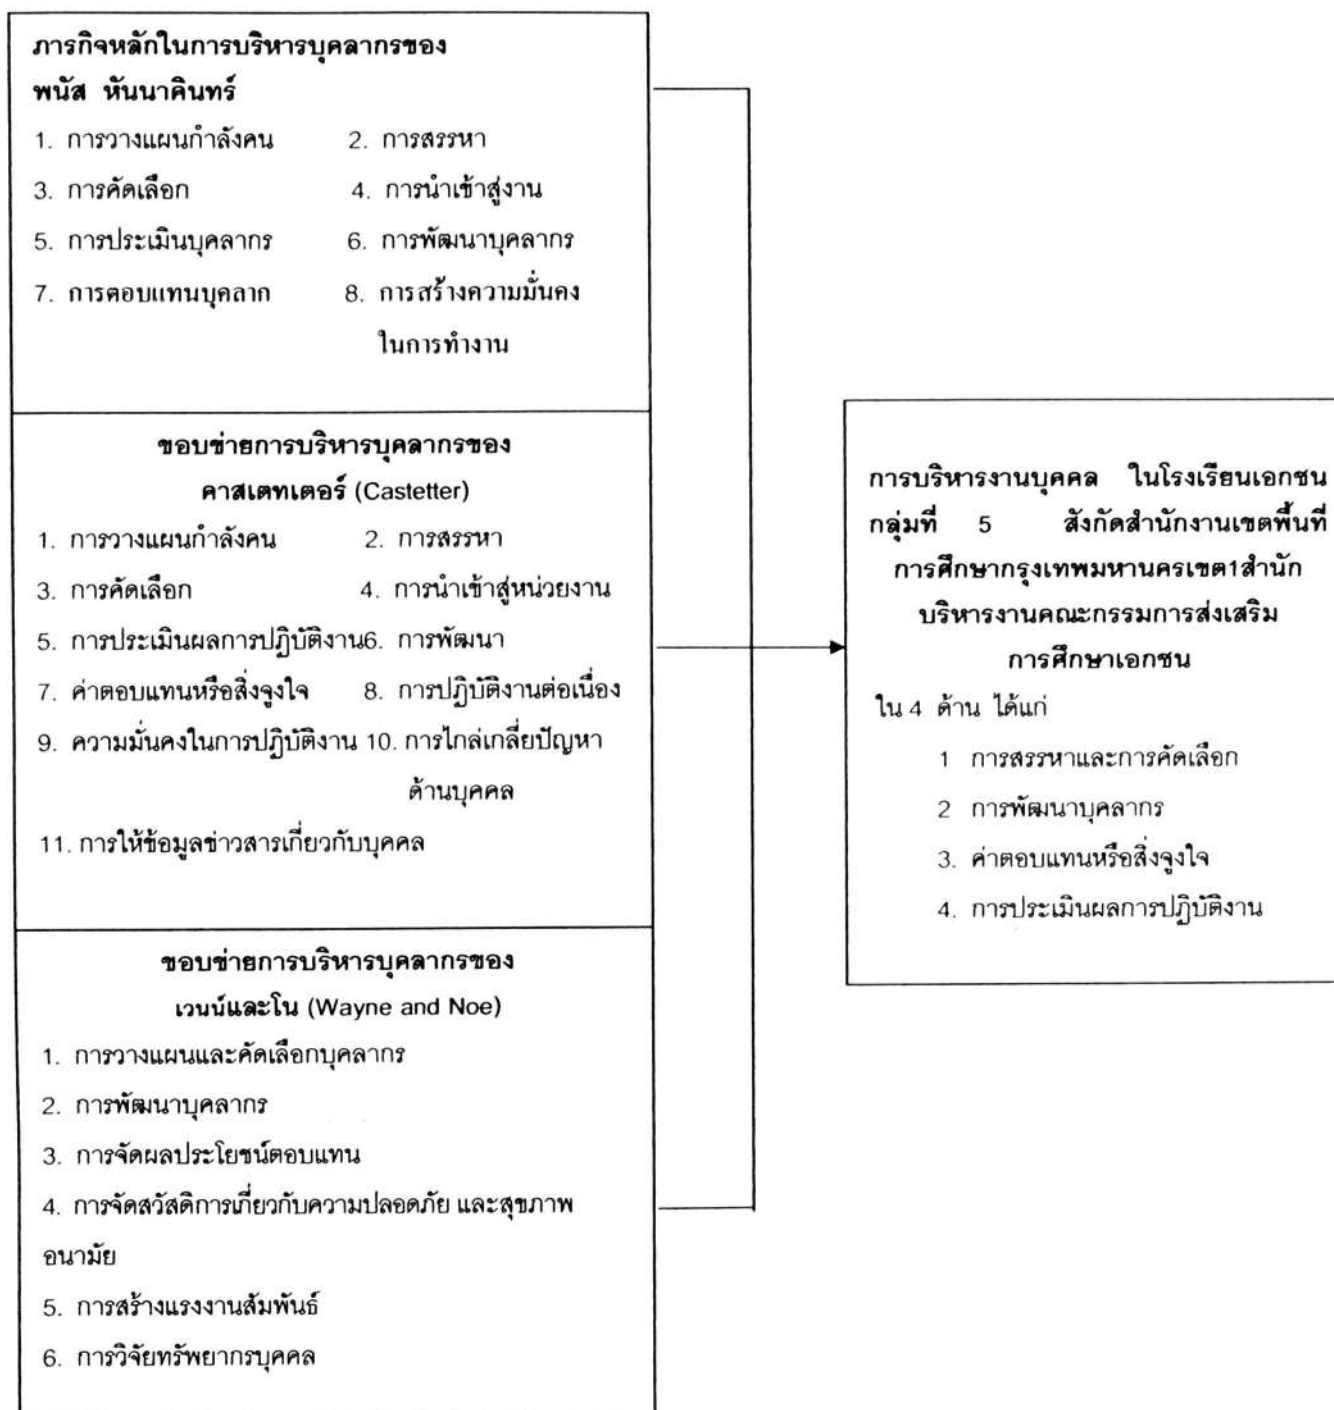 ภารกิจหลักในการบริหารบุคลากรของ
พนัส หันนาคินทร์
1. การวางแผนกำลังคน 2. การสรรหา
3. การคัดเลือก 4. การนำเข้าสู่งาน
5. การประเมินบุคลากร 6. การพัฒนาบุคลากร
7. การตอบแทนบุคลาก 8. การสร้างความมั่นคง
ในการทำงาน
ขอบข่ายการบริหารบุคลากรของ
คาสเตทเตอร์ (Castetter)
1. การวางแผนกำลังคน 2. การสรรหา
3. การคัดเลือก 4. การนำเข้าสู่หน่วยงาน
5. การประเมินผลการปฏิบัติงาน6. การพัฒนา
7. ค่าตอบแทนหรือสิ่งจูงใจ 8. การปฏิบัติงานต่อเนื่อง
9. ความมั่นคงในการปฏิบัติงาน 10. การไกล่เกลี่ยปัญหา
ด้านบุคคล
11. การให้ข้อมูลข่าวสารเกี่ยวกับบุคคล
ขอบข่ายการบริหารบุคลากรของ
เวนน์และโน (Wayne and Noe)
1. การวางแผนและคัดเลือกบุคลากร
2. การพัฒนาบุคลากร
3. การจัดผลประโยชน์ตอบแทน
4. การจัดสวัสดิการเกี่ยวกับความปลอดภัย และสุขภาพ
อนามัย
5. การสร้างแรงงานสัมพันธ์
6. การวิจัยทรัพยากรบุคคล
การบริหารงานบุคคล ในโรงเรียนเอกชน
กลุ่มที่ 5 สังกัดสำนักงานเขตพื้นที่
การศึกษากรุงเทพมหานครเขต1สำนัก
บริหารงานคณะกรรมการส่งเสริม
การศึกษาเอกชน
ใน 4 ด้าน ได้แก่
1 การสรรหาและการคัดเลือก
2 การพัฒนาบุคลากร
3. ค่าตอบแทนหรือสิ่งจูงใจ
4. การประเมินผลการปฏิบัติงาน